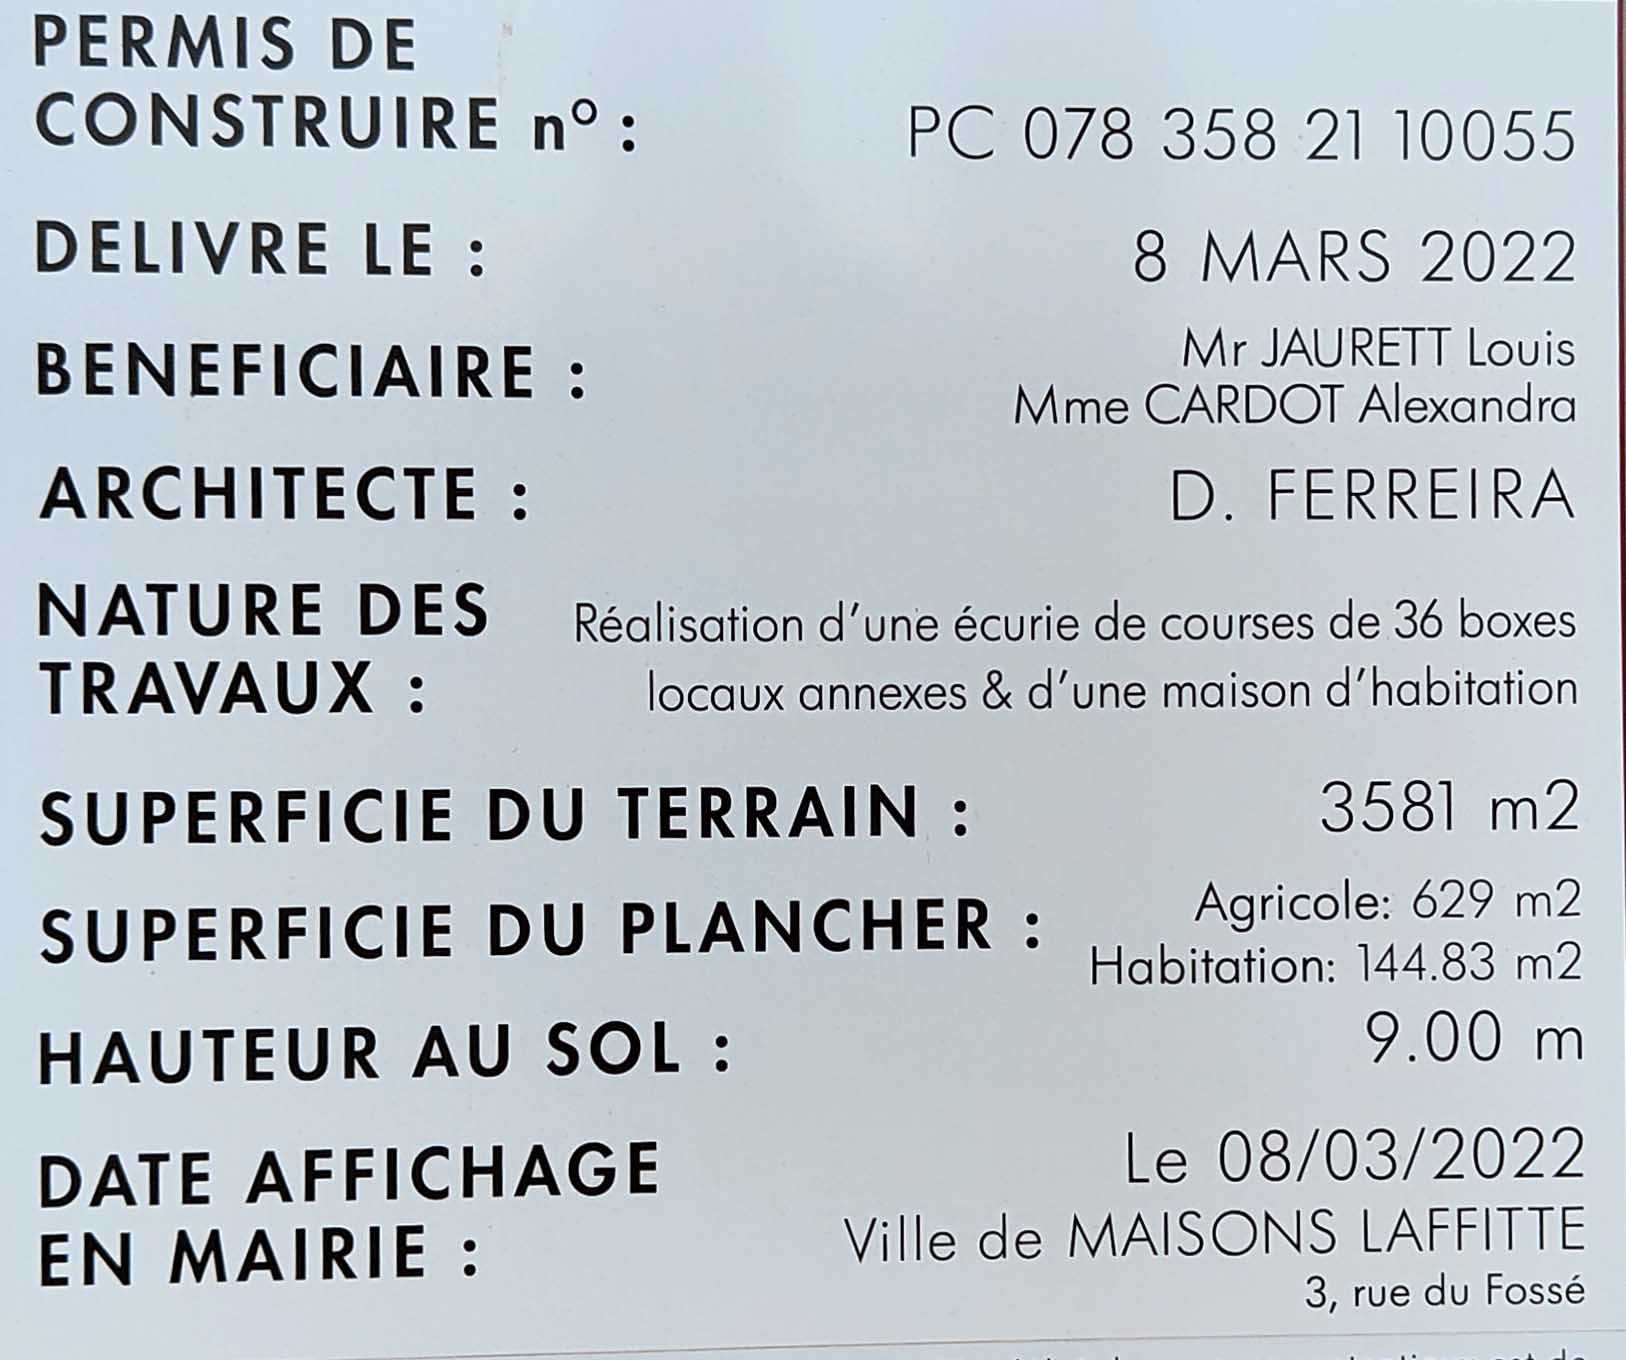 PERMIS DE
CONSTRUIRE n° : PC 078 358 21 10055
DELIVRE LE : 8 MARS 2022
BENEFICIAIRE : Mr JAURETT Louis
Mme CARDOT Alexandra
ARCHITECTE : D. FERREIRA
NATURE DES Réalisation d'une écurie de courses de 36 boxes
TRAVAUX : locaux annexes & d'une maison d'habitation
SUPERFICIE DU TERRAIN : 3581 m2
SUPERFICIE DU PLANCHER : Agricole: 629 m2
Habitation: 144.83 m2
HAUTEUR AU SOL : 9.00 m
DATE AFFICHAGE Le 08/03/2022
EN MAIRIE : Ville de MAISONS LAFFITTE
3, rue du Fossé